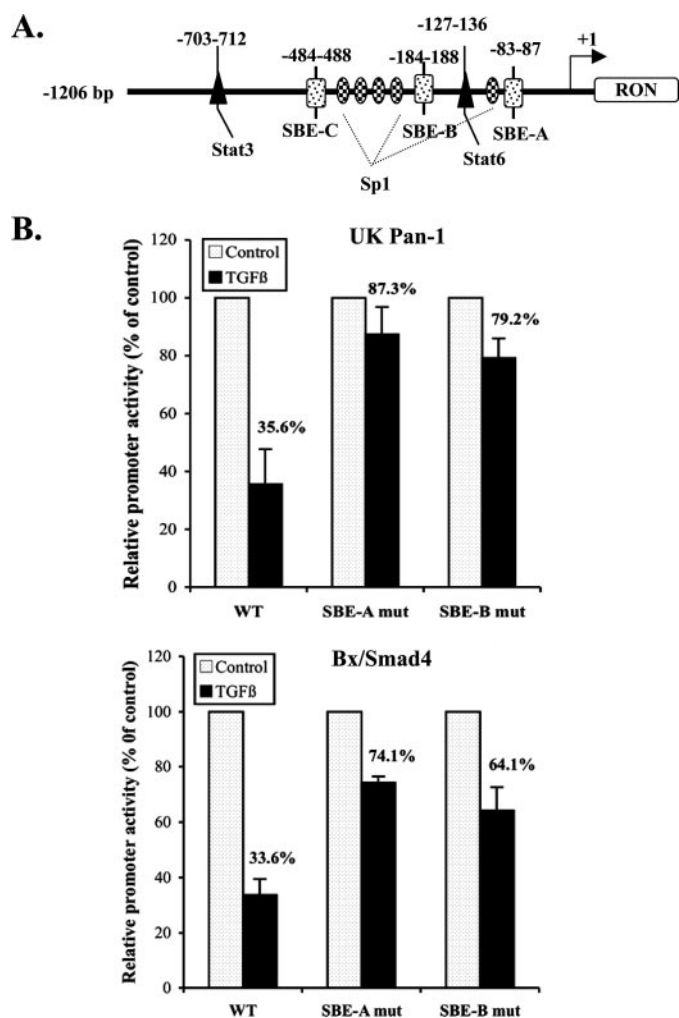 A.
-703-712 -484-488 -184-188 -127-136 -83-87 +1
-1206 bp RON
Stat3 SBE-C SBE-B Stat6 SBE-A
Sp1
B.
UK Pan-1
Relative promoter activity (% of control)
120
100
80
60
40
20
0
Control
TGFß
35.6%
87.3%
79.2%
WT SBE-A mut SBE-B mut
Bx/Smad4
Relative promoter activity (% 0f control)
120
100
80
60
40
20
0
Control
TGFß
33.6%
74.1%
64.1%
WT SBE-A mut SBE-B mut